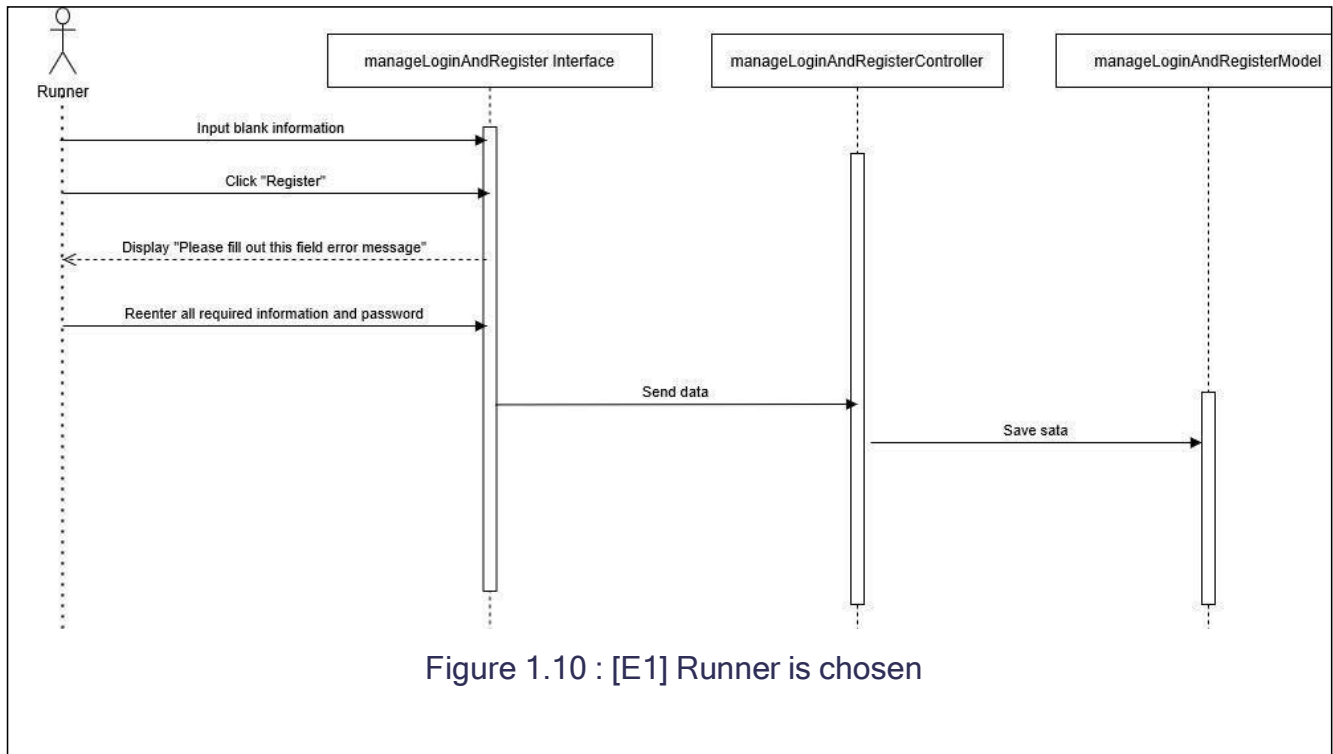 manageLoginAndRegister Interface
manageLoginAndRegisterController
manageLoginAndRegisterModel
Runner
Input blank information
Click "Register"
Display "Please fill out this field error message"
Reenter all required information and password
Send data
Save sata
Figure 1.10 : [E1] Runner is chosen